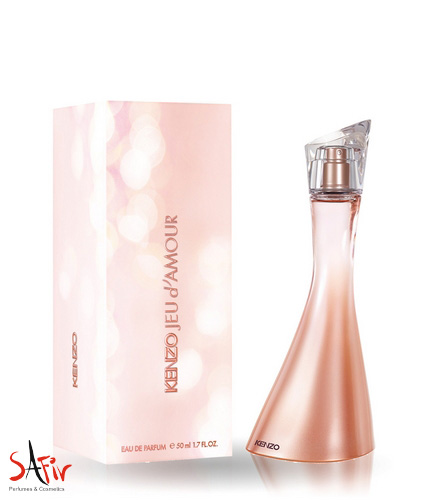 KENZO JEU d'AMOUR
KENZO
EAU DE PARFUM ℮ 50 ml 1.7 FL.OZ.
KENZO
SAFir
Perfumes & Cosmetics